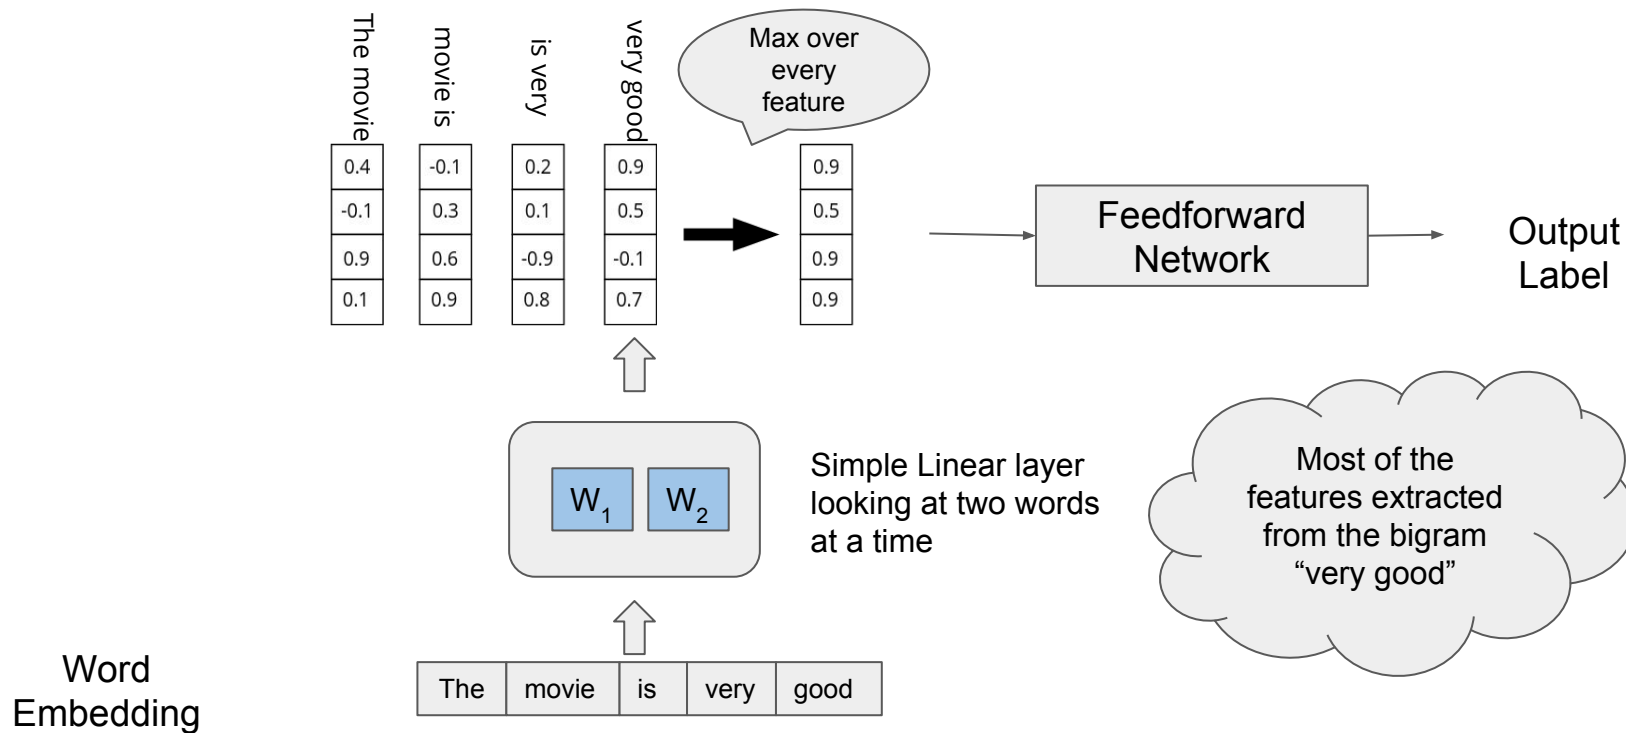 The movie
movie is
is very
very good
Max over
every
feature
0.4 -0.1 0.2 0.9 0.9
-0.1 0.3 0.1 0.5 0.5
0.9 0.6 -0.9 -0.1 0.9
0.1 0.9 0.8 0.7 0.9
Feedforward
Network
Output
Label
W1 W2
Simple Linear layer
looking at two words
at a time
Most of the
features extracted
from the bigram
“very good”
Word
Embedding
The movie is very good